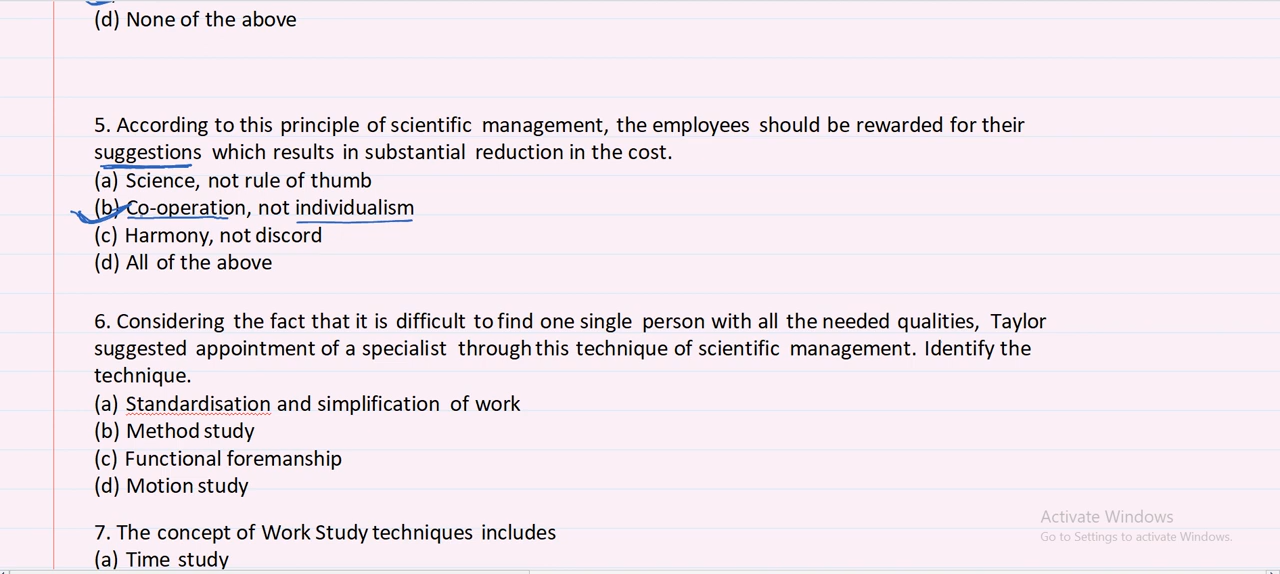 (d) None of the above
5. According to this principle of scientific management, the employees should be rewarded for their
suggestions which results in substantial reduction in the cost.
(a) Science, not rule of thumb
(b) Co-operation, not individualism
(c) Harmony, not discord
(d) All of the above
6. Considering the fact that it is difficult to find one single person with all the needed qualities, Taylor
suggested appointment of a specialist through this technique of scientific management. Identify the
technique.
(a) Standardisation and simplification of work
(b) Method study
(c) Functional foremanship
(d) Motion study
7. The concept of Work Study techniques includes
(a) Time study
Activate Windows
Go to Settings to activate Windows.